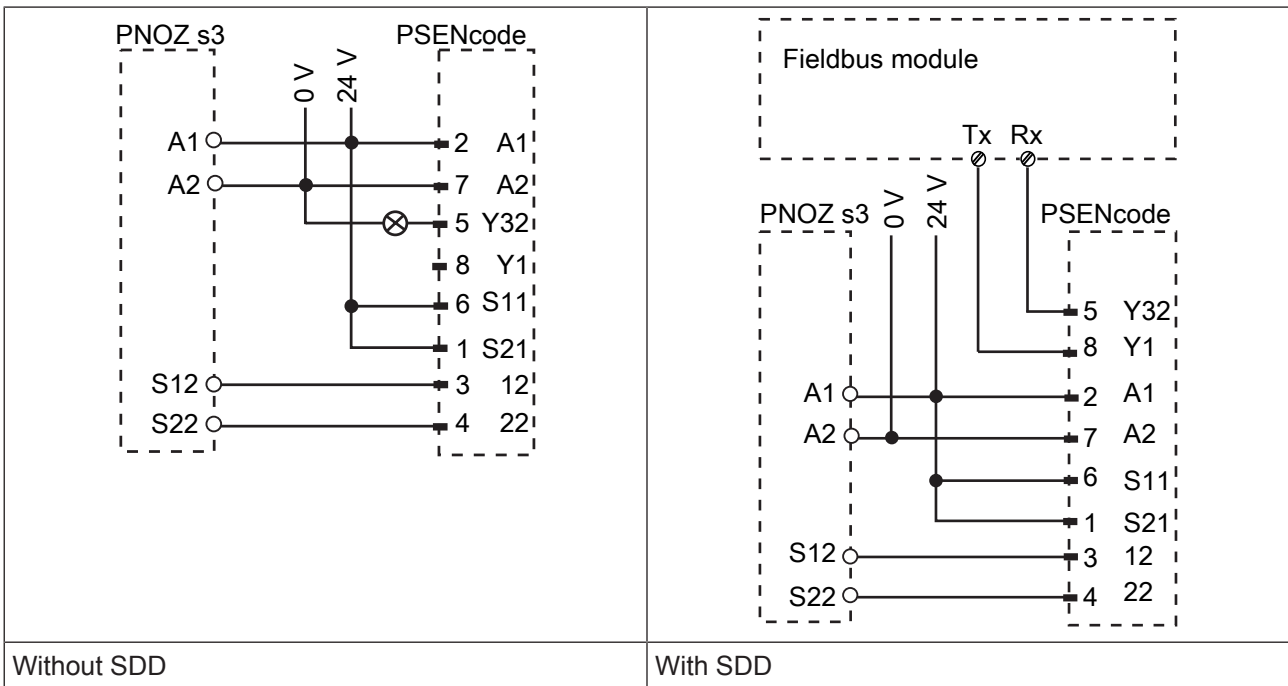 PNOZ s3
PSENcode
0 V
24 V
A1
2 A1
A2
7 A2
5 Y32
8 Y1
6 S11
1 S21
S12
3 12
S22
4 22
Without SDD
Fieldbus module
Tx Rx
PNOZ s3
0 V
24 V
PSENcode
5 Y32
8 Y1
A1
2 A1
A2
7 A2
6 S11
1 S21
S12
3 12
S22
4 22
With SDD